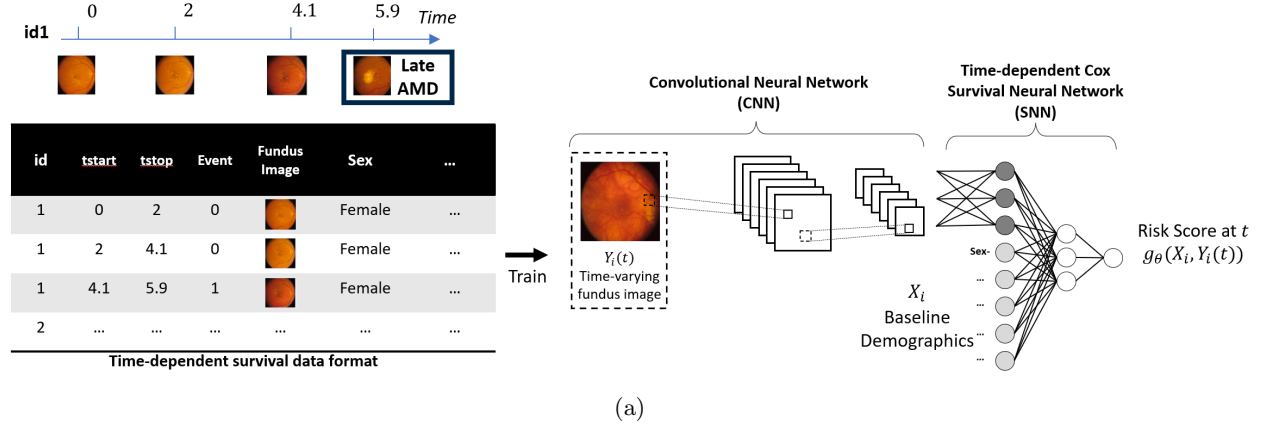 0 2 4.1 5.9 Time
id1
Late
AMD
id tstart tstop Event Fundus Image Sex ...
1 0 2 0 Female ...
1 2 4.1 0 Female ...
1 4.1 5.9 1 Female ...
2 ... ... ... ... ... ...
Time-dependent survival data format
Train
Convolutional Neural Network
(CNN)
Y_i(t)
Time-varying
fundus image
Time-dependent Cox
Survival Neural Network
(SNN)
Sex-
...
...
...
...
X_i
Baseline
Demographics
Risk Score at t
g_θ(X_i, Y_i(t))
(a)